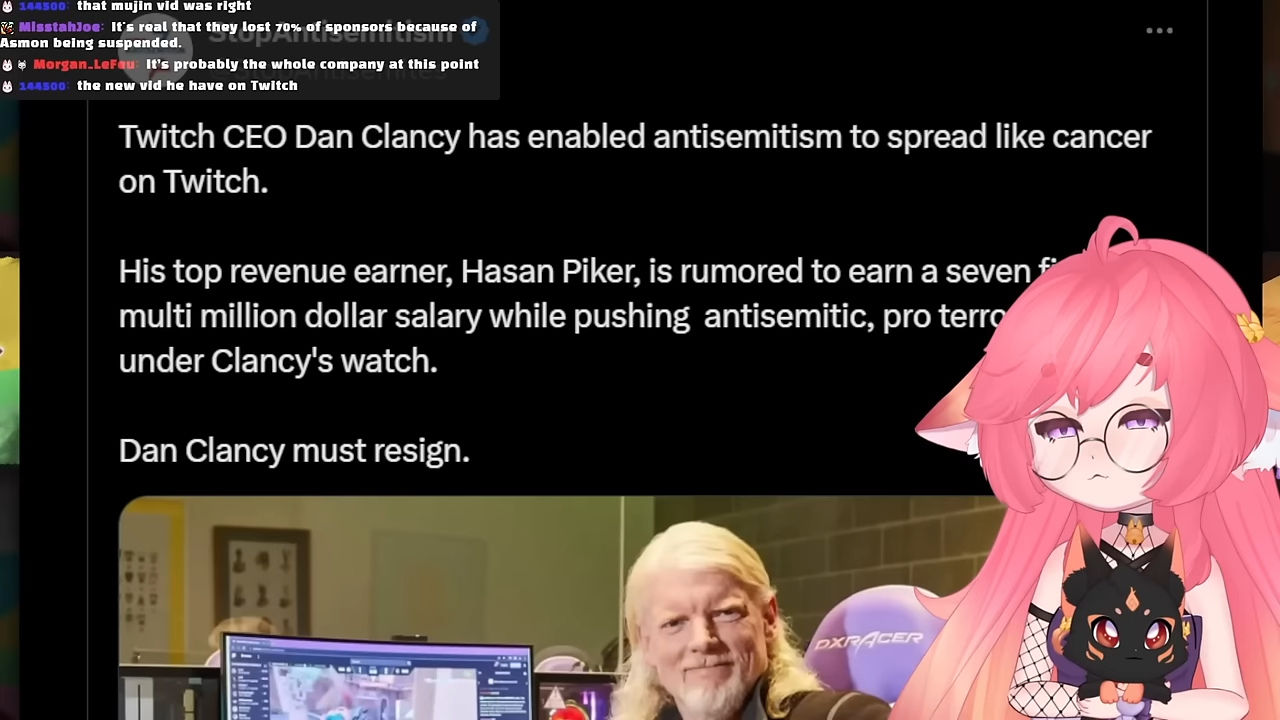 144500: that mujin vid was right
MisstahJoe: It's real that they lost 70% of sponsors because of
Asmon being suspended.
Morgan_LeFeu: It's probably the whole company at this point
144500: the new vid he have on Twitch
StopAntisemitism
@StopAntisemites
Twitch CEO Dan Clancy has enabled antisemitism to spread like cancer
on Twitch.
His top revenue earner, Hasan Piker, is rumored to earn a seven
multi million dollar salary while pushing antisemitic, pro
under Clancy's watch.
Dan Clancy must resign.
DXRACER